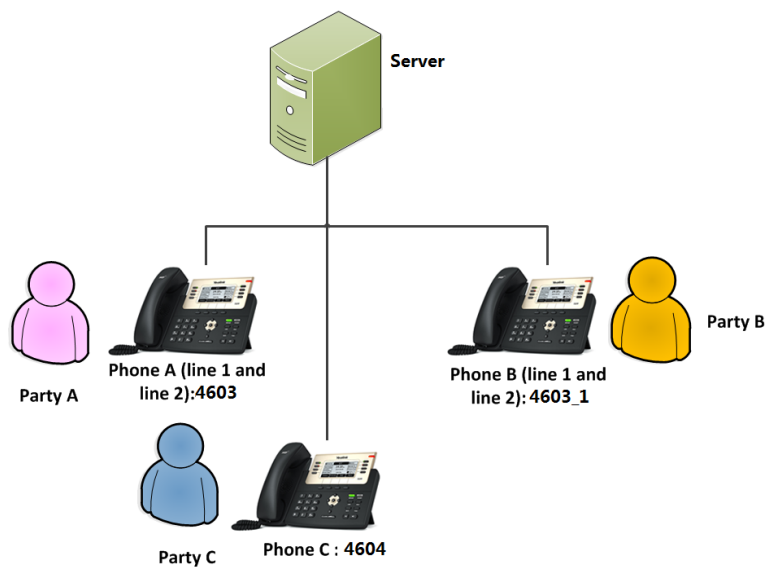 Server
Party A
Phone A (line 1 and
line 2):4603
Phone B (line 1 and
line 2): 4603_1
Party B
Party C
Phone C : 4604